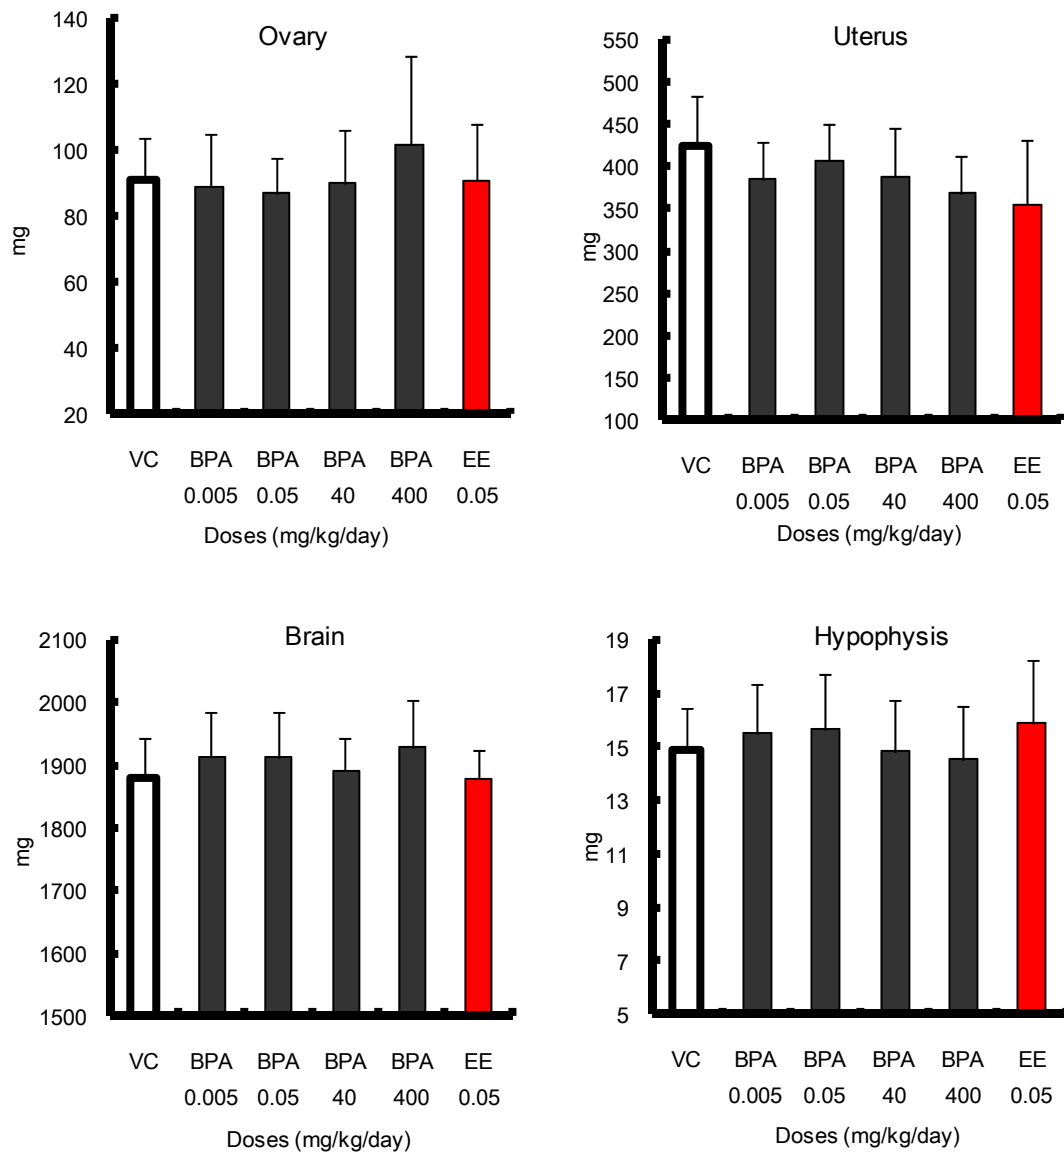 Ovary
140
120
100
80
60
40
20
mg
VC BPA BPA BPA BPA EE
0.005 0.05 40 400 0.05
Doses (mg/kg/day)
Uterus
550
500
450
400
350
300
250
200
150
100
mg
VC BPA BPA BPA BPA EE
0.005 0.05 40 400 0.05
Doses (mg/kg/day)
Brain
2100
2000
1900
1800
1700
1600
1500
mg
VC BPA BPA BPA BPA EE
0.005 0.05 40 400 0.05
Doses (mg/kg/day)
Hypophysis
19
17
15
13
11
9
7
5
mg
VC BPA BPA BPA BPA EE
0.005 0.05 40 400 0.05
Doses (mg/kg/day)